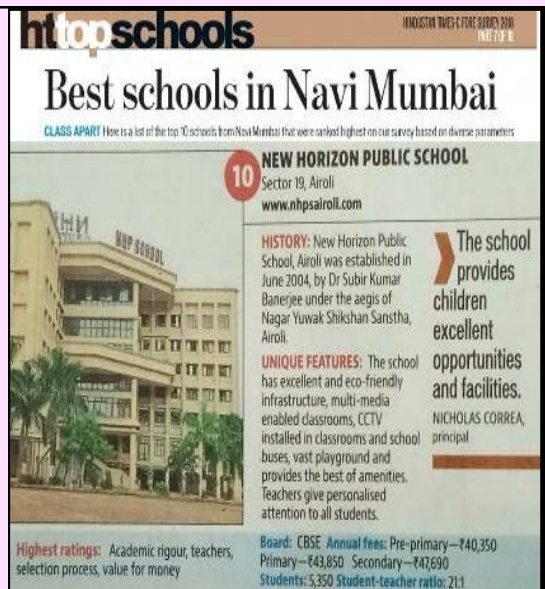 httopschools
HINDUSTAN TIMES-C FORE SURVEY 2018
PART 7 OF 10
Best schools in Navi Mumbai
CLASS APART Here is a list of the top 10 schools from Navi Mumbai that were ranked highest on our survey based on diverse parameters
10
NEW HORIZON PUBLIC SCHOOL
Sector 19, Airoli
www.nhpsairoli.com
NHP SCHOOL
HISTORY: New Horizon Public
School, Airoli was established in
June 2004, by Dr Subir Kumar
Banerjee under the aegis of
Nagar Yuwak Shikshan Sanstha,
Airoli.
UNIQUE FEATURES: The school
has excellent and eco-friendly
infrastructure, multi-media
enabled classrooms, CCTV
installed in classrooms and school
buses, vast playground and
provides the best of amenities.
Teachers give personalised
attention to all students.
The school
provides
children
excellent
opportunities
and facilities.
NICHOLAS CORREA,
principal
Highest ratings: Academic rigour, teachers,
selection process, value for money
Board: CBSE Annual fees: Pre-primary—₹40,350
Primary—₹43,850 Secondary—₹47,690
Students: 5,350 Student-teacher ratio: 21:1